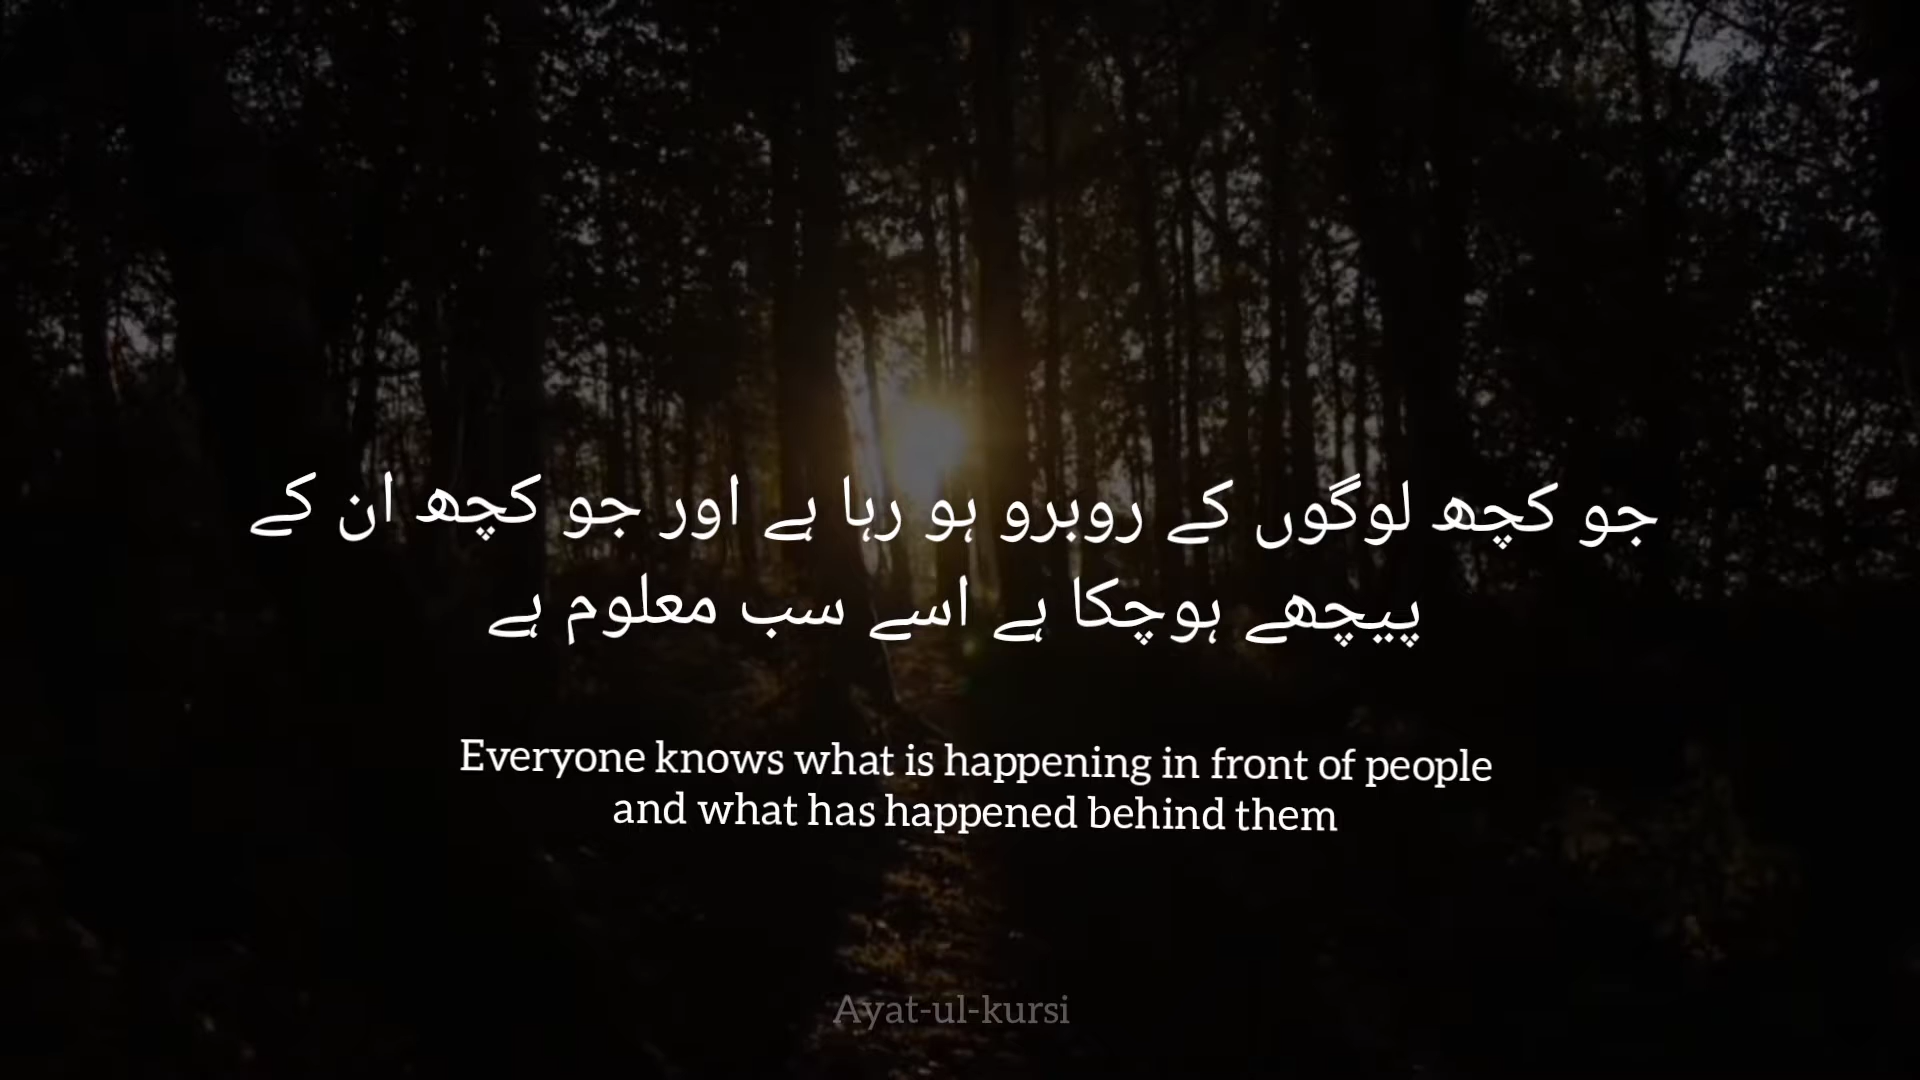 جو کچھ لوگوں کے روبرو ہو رہا ہے اور جو کچھ ان کے
پیچھے ہوچکا ہے اسے سب معلوم ہے
Everyone knows what is happening in front of people
and what has happened behind them
Ayat-ul-kursi